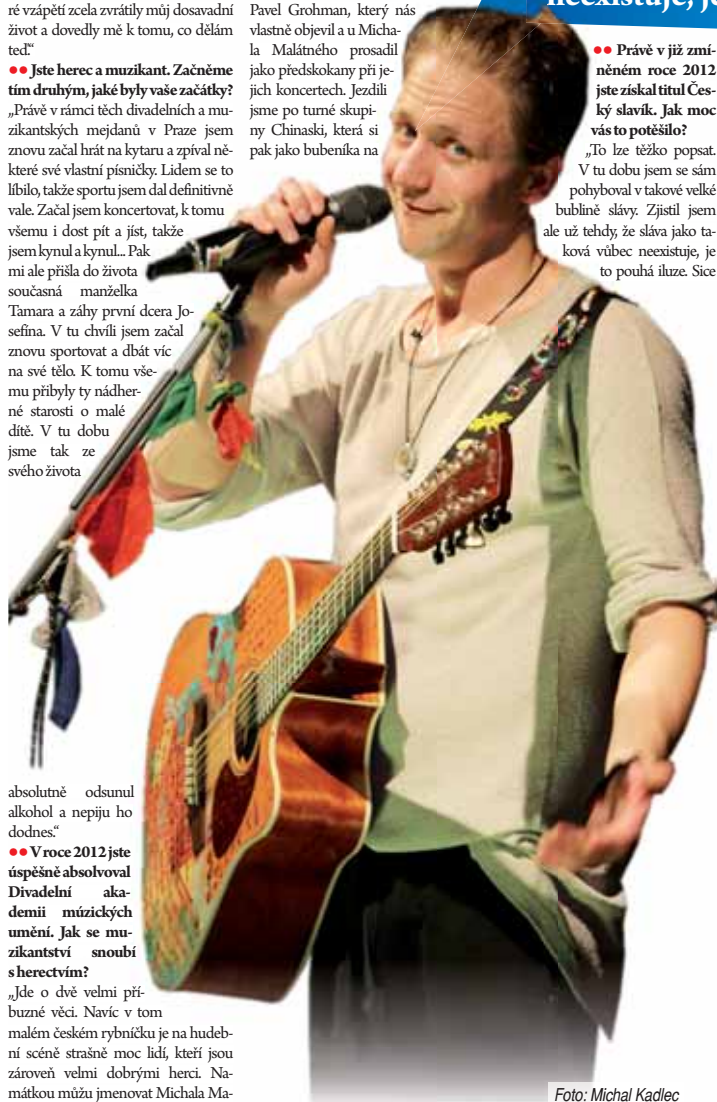 ré vzápětí zcela zvrátily můj dosavadní
život a dovedly mě k tomu, co dělám
teď.“
●● Jste herec a muzikant. Začněme
tím druhým, jaké byly vaše začátky?
„Právě v rámci těch divadelních a mu-
zikantských mejdanů v Praze jsem
znovu začal hrát na kytaru a zpíval ně-
které své vlastní písničky. Lidem se to
líbilo, takže sportu jsem dal definitivně
vale. Začal jsem koncertovat, k tomu
všemu i dost pít a jíst, takže
jsem kynul a kynul... Pak
mi ale přišla do života
současná manželka
Tamara a záhy první dcera Jo-
sefína. V tu chvíli jsem začal
znovu sportovat a dbát víc
na své tělo. K tomu vše-
mu přibyly ty nádher-
né starosti o malé
dítě. V tu dobu
jsme tak ze
svého života
absolutně odsunul
alkohol a nepiju ho
dodnes.“
●● V roce 2012 jste
úspěšně absolvoval
Divadelní aka-
demii múzických
umění. Jak se mu-
zikantství snoubí
s herectvím?
„Jde o dvě velmi pří-
buzné věci. Navíc v tom
malém českém rybníčku je na hudeb-
ní scéně strašně moc lidí, kteří jsou
zároveň velmi dobrými herci. Na-
mátkou můžu jmenovat Michala Ma-
Pavel Grohman, který nás
vlastně objevil a u Micha-
la Malátného prosadil
jako předskokany při je-
jich koncertech. Jezdili
jsme po turné skupi-
ny Chinaski, která si
pak jako bubeníka na
neexistuje, je
●● Právě v již zmí-
něném roce 2012
jste získal titul Čes-
ký slavík. Jak moc
vás to potěšilo?
„To lze těžko popsat.
V tu dobu jsem se sám
pohyboval v takové velké
bublině slávy. Zjistil jsem
ale už tehdy, že sláva jako ta-
ková vůbec neexistuje, je
to pouhá iluze. Sice
Foto: Michal Kadlec